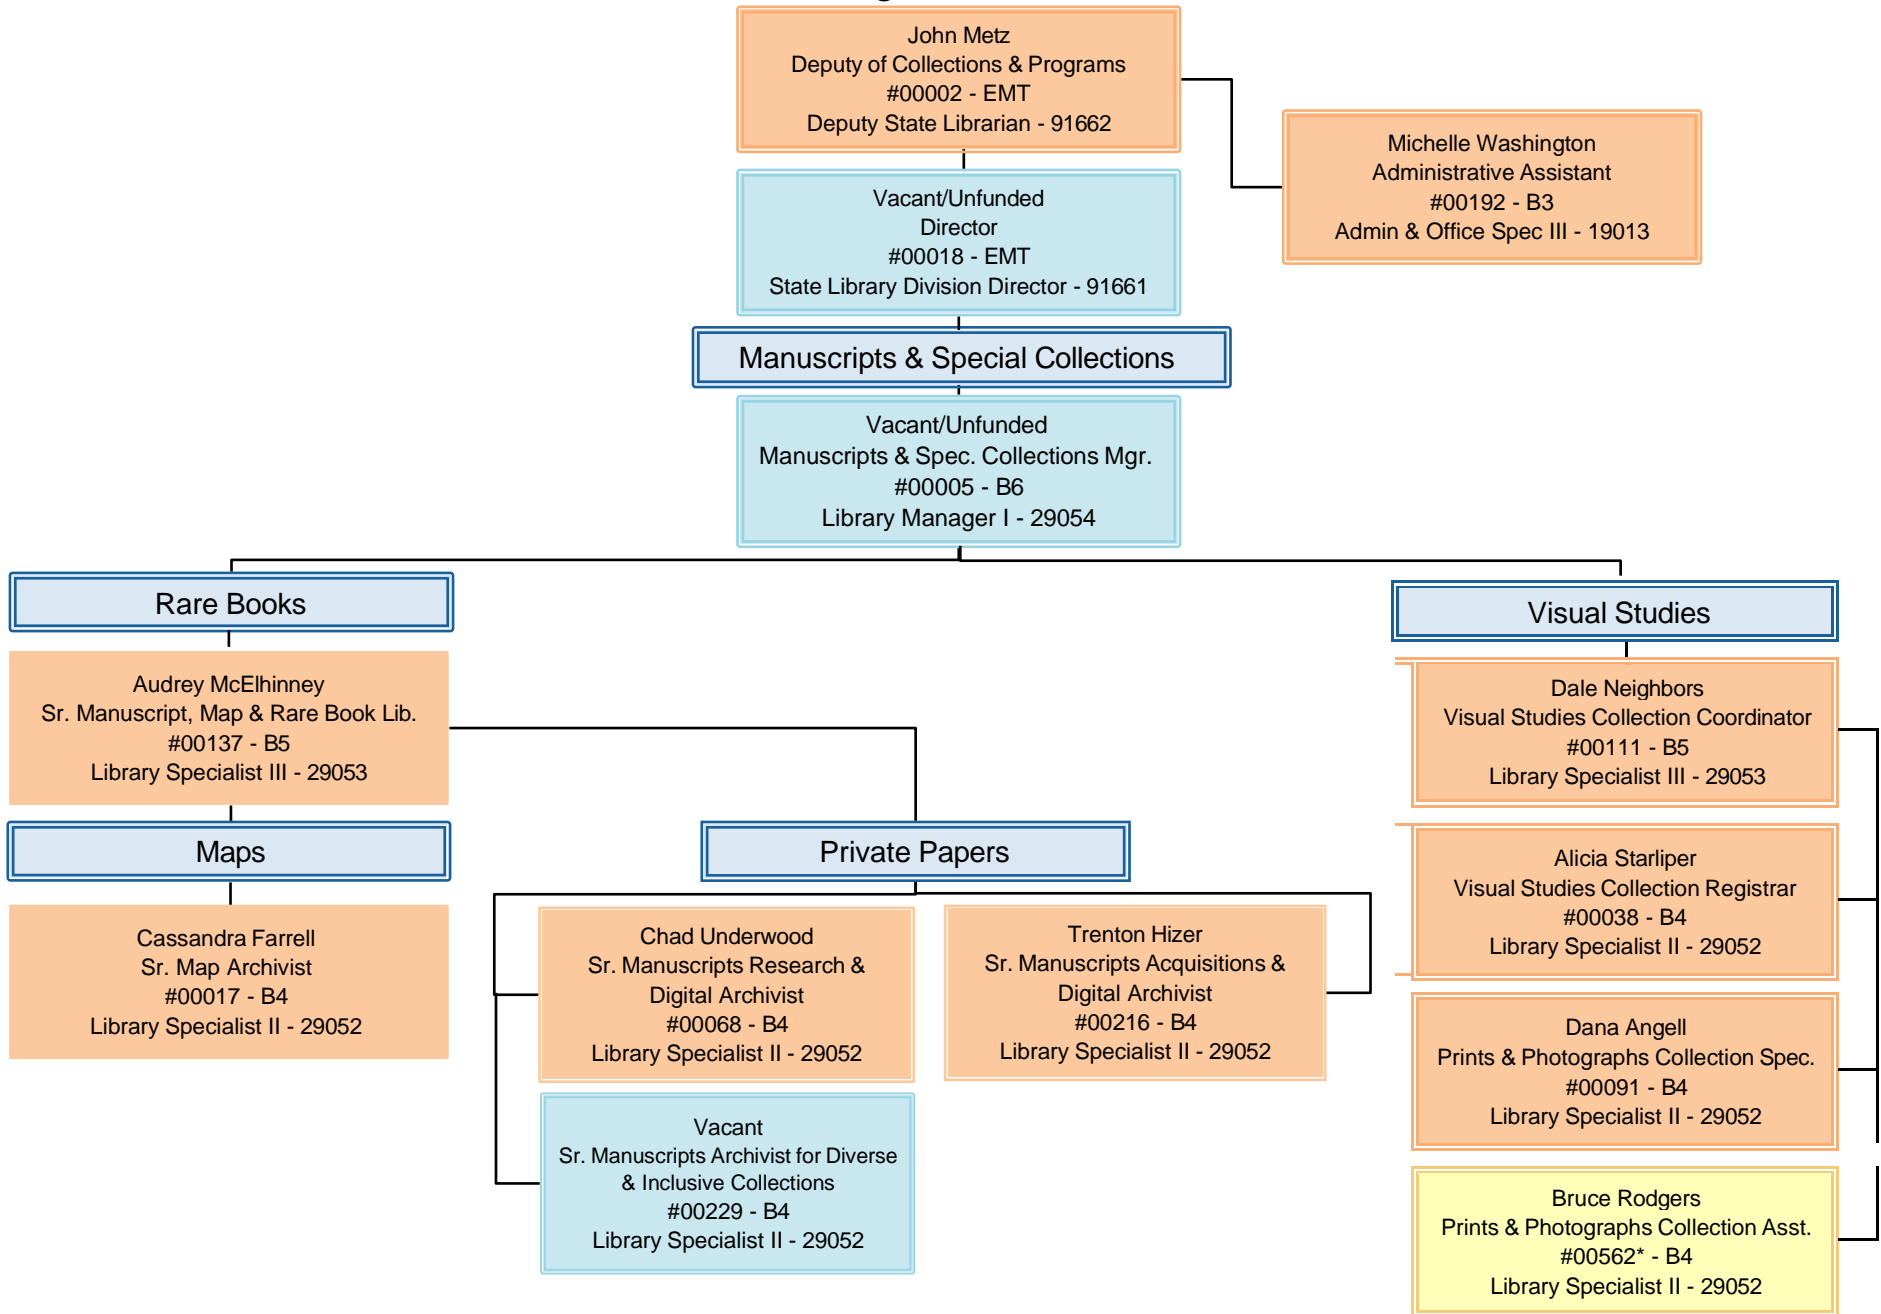 John Metz
Deputy of Collections & Programs
#00002 - EMT
Deputy State Librarian - 91662
Michelle Washington
Administrative Assistant
#00192 - B3
Admin & Office Spec III - 19013
Vacant/Unfunded
Director
#00018 - EMT
State Library Division Director - 91661
Manuscripts & Special Collections
Vacant/Unfunded
Manuscripts & Spec. Collections Mgr.
#00005 - B6
Library Manager I - 29054
Rare Books
Audrey McElhinney
Sr. Manuscript, Map & Rare Book Lib.
#00137 - B5
Library Specialist III - 29053
Maps
Cassandra Farrell
Sr. Map Archivist
#00017 - B4
Library Specialist II - 29052
Private Papers
Chad Underwood
Sr. Manuscripts Research &
Digital Archivist
#00068 - B4
Library Specialist II - 29052
Trenton Hizer
Sr. Manuscripts Acquisitions &
Digital Archivist
#00216 - B4
Library Specialist II - 29052
Vacant
Sr. Manuscripts Archivist for Diverse
& Inclusive Collections
#00229 - B4
Library Specialist II - 29052
Visual Studies
Dale Neighbors
Visual Studies Collection Coordinator
#00111 - B5
Library Specialist III - 29053
Alicia Starliper
Visual Studies Collection Registrar
#00038 - B4
Library Specialist II - 29052
Dana Angell
Prints & Photographs Collection Spec.
#00091 - B4
Library Specialist II - 29052
Bruce Rodgers
Prints & Photographs Collection Asst.
#00562* - B4
Library Specialist II - 29052